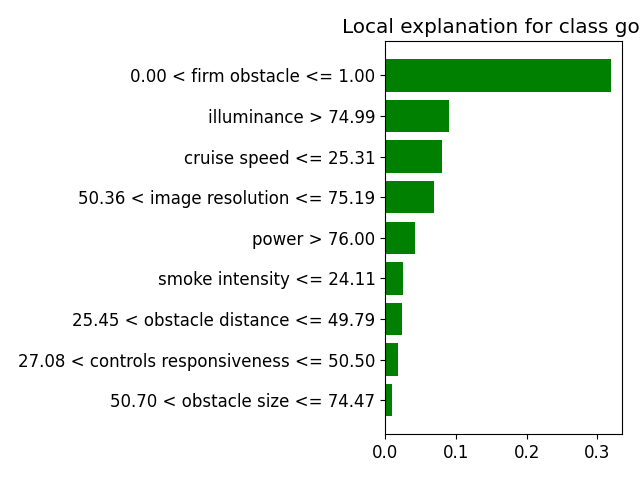 Local explanation for class go
0.00 < firm obstacle <= 1.00
illuminance > 74.99
cruise speed <= 25.31
50.36 < image resolution <= 75.19
power > 76.00
smoke intensity <= 24.11
25.45 < obstacle distance <= 49.79
27.08 < controls responsiveness <= 50.50
50.70 < obstacle size <= 74.47
0.0 0.1 0.2 0.3